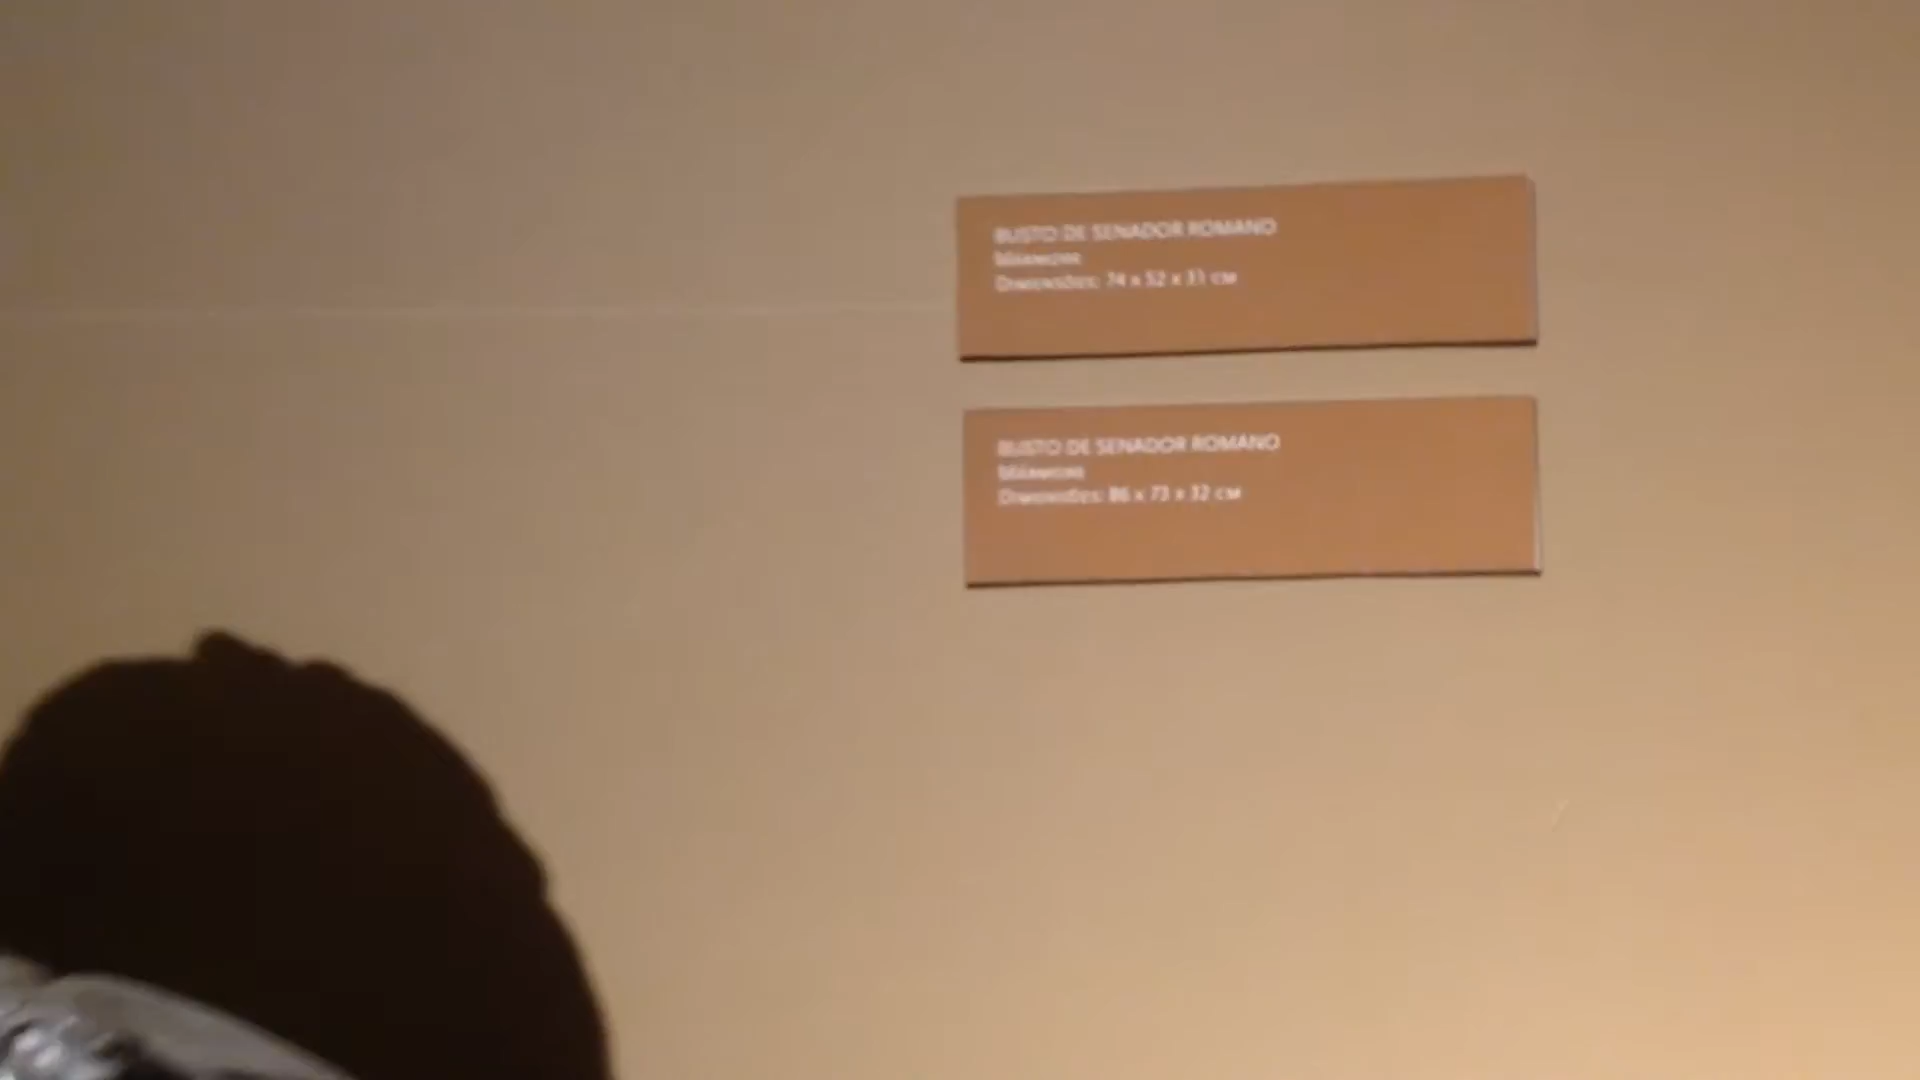 BUSTO DE SENADOR ROMANO
Mármore
Dimensões: 74 x 52 x 31 cm
BUSTO DE SENADOR ROMANO
Mármore
Dimensões: 86 x 73 x 32 cm